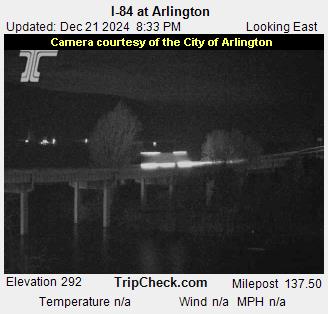 I-84 at Arlington
Updated: Dec 21 2024 8:33 PM Looking East
Camera courtesy of the City of Arlington
Elevation 292 TripCheck.com Milepost 137.50
Temperature n/a Wind n/a MPH n/a